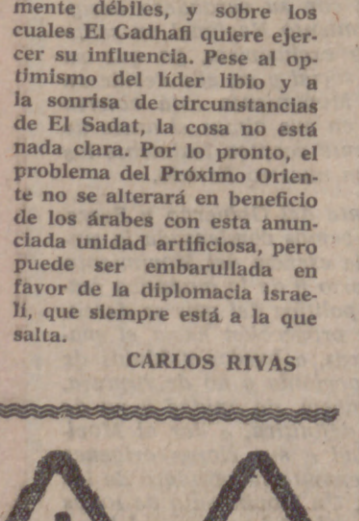 mente débiles, y sobre los
cuales El Gadhafi quiere ejer-
cer su influencia. Pese al op-
timismo del líder libio y a
la sonrisa de circunstancias
de El Sadat, la cosa no está
nada clara. Por lo pronto, el
problema del Próximo Orien-
te no se alterará en beneficio
de los árabes con esta anun-
ciada unidad artificiosa, pero
puede ser embarullada en
favor de la diplomacia israe-
lí, que siempre está a la que
salta.
CARLOS RIVAS